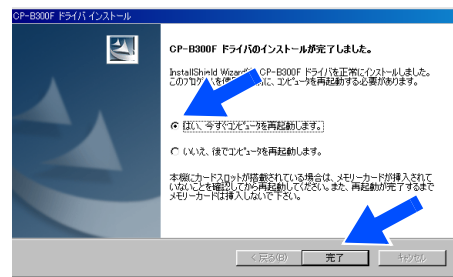 CP-B300F ドライバ インストール
CP-B300F ドライバのインストールが完了しました。
InstallShield Wizard CP-B300F ドライバを正常にインストールしました。
このプログラムを使 に、コンピュータを再起動する必要があります。
はい、今すぐコンピュータを再起動します。
いいえ、後でコンピュータを再起動します。
本機にカードスロットが搭載されている場合は、メモリーカードが挿入されて
いないことを確認してから再起動してください。また、再起動が完了するまで
メモリーカードは挿入しないで下さい。
< 戻る(B)
完了
キャンセル